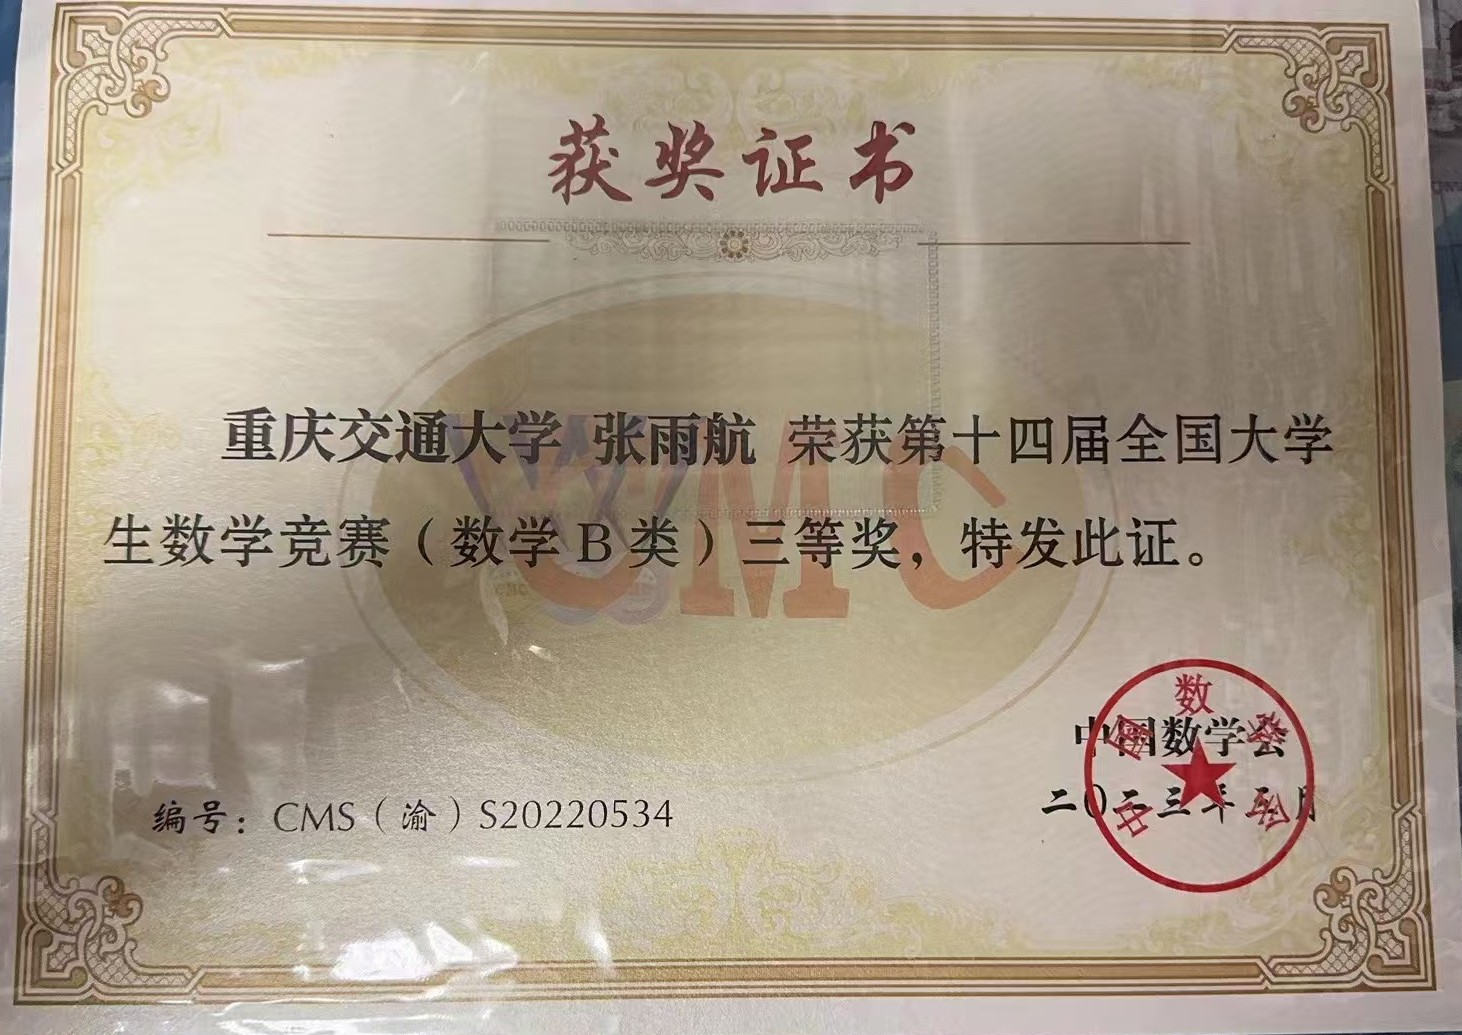 获奖证书
重庆交通大学 张雨航 荣获第十四届全国大学
生数学竞赛（数学B类）三等奖，特发此证。
CMC
中国数学会
中国数学会
二〇二三年 月
编号：CMS（渝）S20220534